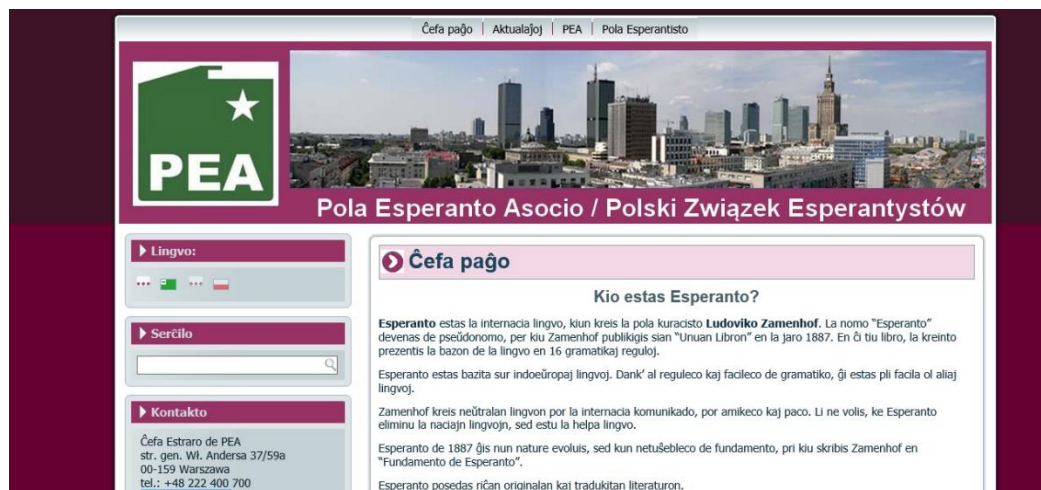 Ĉefa paĝo | Aktualaĵoj | PEA | Pola Esperantisto
PEA
Pola Esperanto Asocio / Polski Związek Esperantystów
Lingvo:
Serĉilo
Kontakto
Ĉefa Estraro de PEA
str. gen. Wł. Andersa 37/59a
00-159 Warszawa
tel.: +48 222 400 700
Ĉefa paĝo
Kio estas Esperanto?
Esperanto estas la internacia lingvo, kiun kreis la pola kuracisto Ludoviko Zamenhof. La nomo "Esperanto"
devenas de pseŭdonomo, per kiu Zamenhof publikigis sian "Unuan Libron" en la jaro 1887. En ĉi tiu libro, la kreinto
prezentis la bazon de la lingvo en 16 gramatikaj reguloj.
Esperanto estas bazita sur indoeŭropaj lingvoj. Dank' al reguleco kaj facileco de gramatiko, ĝi estas pli facila ol aliaj
lingvoj.
Zamenhof kreis neŭtralan lingvon por la internacia komunikado, por amikeco kaj paco. Li ne volis, ke Esperanto
eliminu la naciajn lingvojn, sed estu la helpa lingvo.
Esperanto de 1887 ĝis nun nature evoluis, sed kun netuŝebleco de fundamento, pri kiu skribis Zamenhof en
"Fundamento de Esperanto".
Esperanto posedas riĉan originalan kaj tradukitan literaturon.